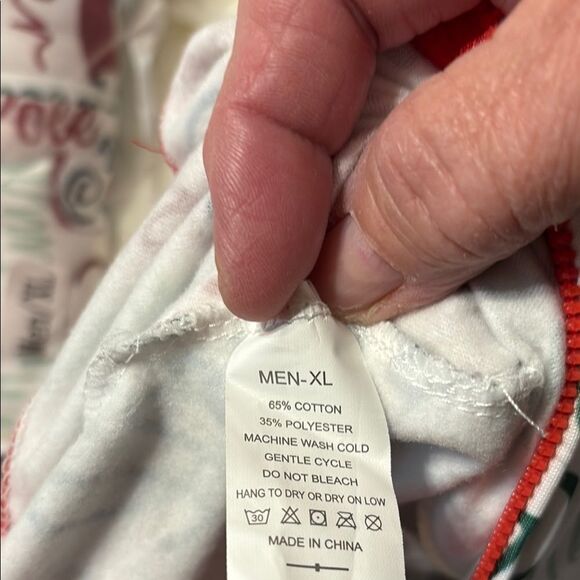 MEN-XL
65% COTTON
35% POLYESTER
MACHINE WASH COLD
GENTLE CYCLE
DO NOT BLEACH
HANG TO DRY OR DRY ON LOW
30
MADE IN CHINA